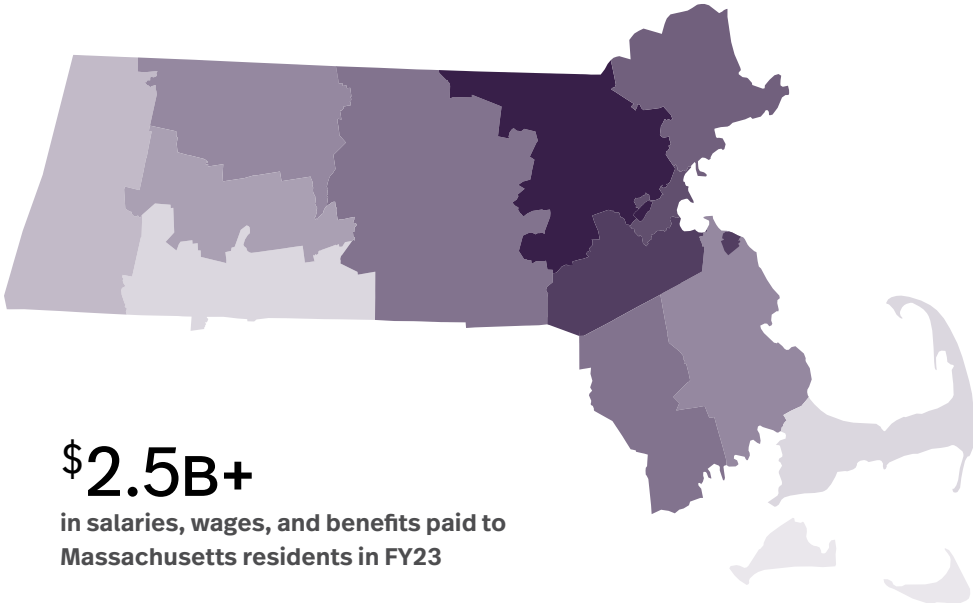 $2.5B+
in salaries, wages, and benefits paid to
Massachusetts residents in FY23